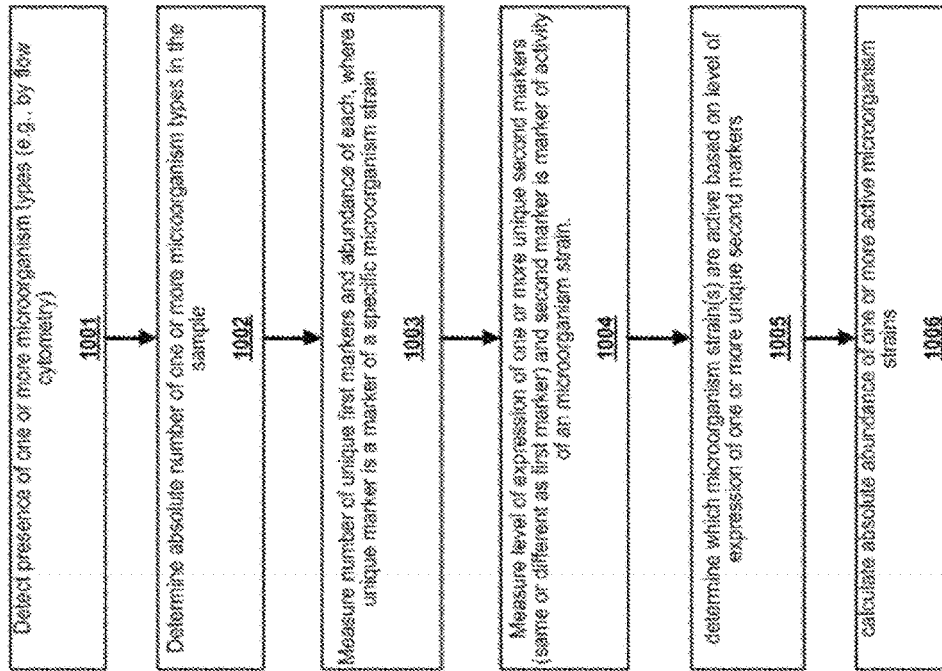 Detect presence of one or more microorganism types (e.g., by flow
cytometry)
1001
Determine absolute number of one or more microorganism types in the
sample
1002
Measure number of unique first markers and abundance of each, where a
unique marker is a marker of a specific microorganism strain
1003
Measure level of expression of one or more unique second markers
(same or different as first marker) and second marker is marker of activity
of an microorganism strain.
1004
determine which microorganism strain(s) are active based on level of
expression of one or more unique second markers
1005
calculate absolute abundance of one or more active microorganism
strains
1006